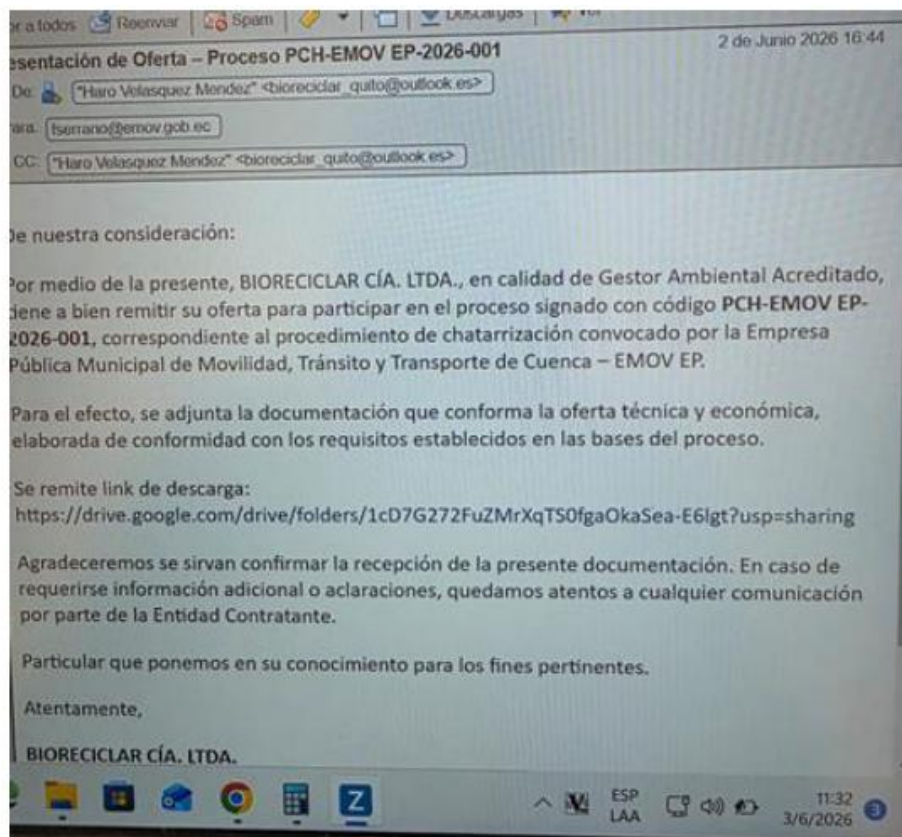 r a todos Reenviar Spam Descargas Ver
esentación de Oferta – Proceso PCH-EMOV EP-2026-001
2 de Junio 2026 16:44
De: "Haro Velasquez Mendez" <bioreciclar_quito@outlook.es>
ara: fserrano@emov.gob.ec
CC: "Haro Velasquez Mendez" <bioreciclar_quito@outlook.es>
De nuestra consideración:
Por medio de la presente, BIORECICLAR CÍA. LTDA., en calidad de Gestor Ambiental Acreditado,
iene a bien remitir su oferta para participar en el proceso signado con código PCH-EMOV EP-
2026-001, correspondiente al procedimiento de chatarrización convocado por la Empresa
Pública Municipal de Movilidad, Tránsito y Transporte de Cuenca – EMOV EP.
Para el efecto, se adjunta la documentación que conforma la oferta técnica y económica,
elaborada de conformidad con los requisitos establecidos en las bases del proceso.
Se remite link de descarga:
https://drive.google.com/drive/folders/1cD7G272FuZMrXqTS0fgaOkaSea-E6lgt?usp=sharing
Agradeceremos se sirvan confirmar la recepción de la presente documentación. En caso de
requerirse información adicional o aclaraciones, quedamos atentos a cualquier comunicación
por parte de la Entidad Contratante.
Particular que ponemos en su conocimiento para los fines pertinentes.
Atentamente,
BIORECICLAR CÍA. LTDA.
Z
ESP
LAA
11:32
3/6/2026
3